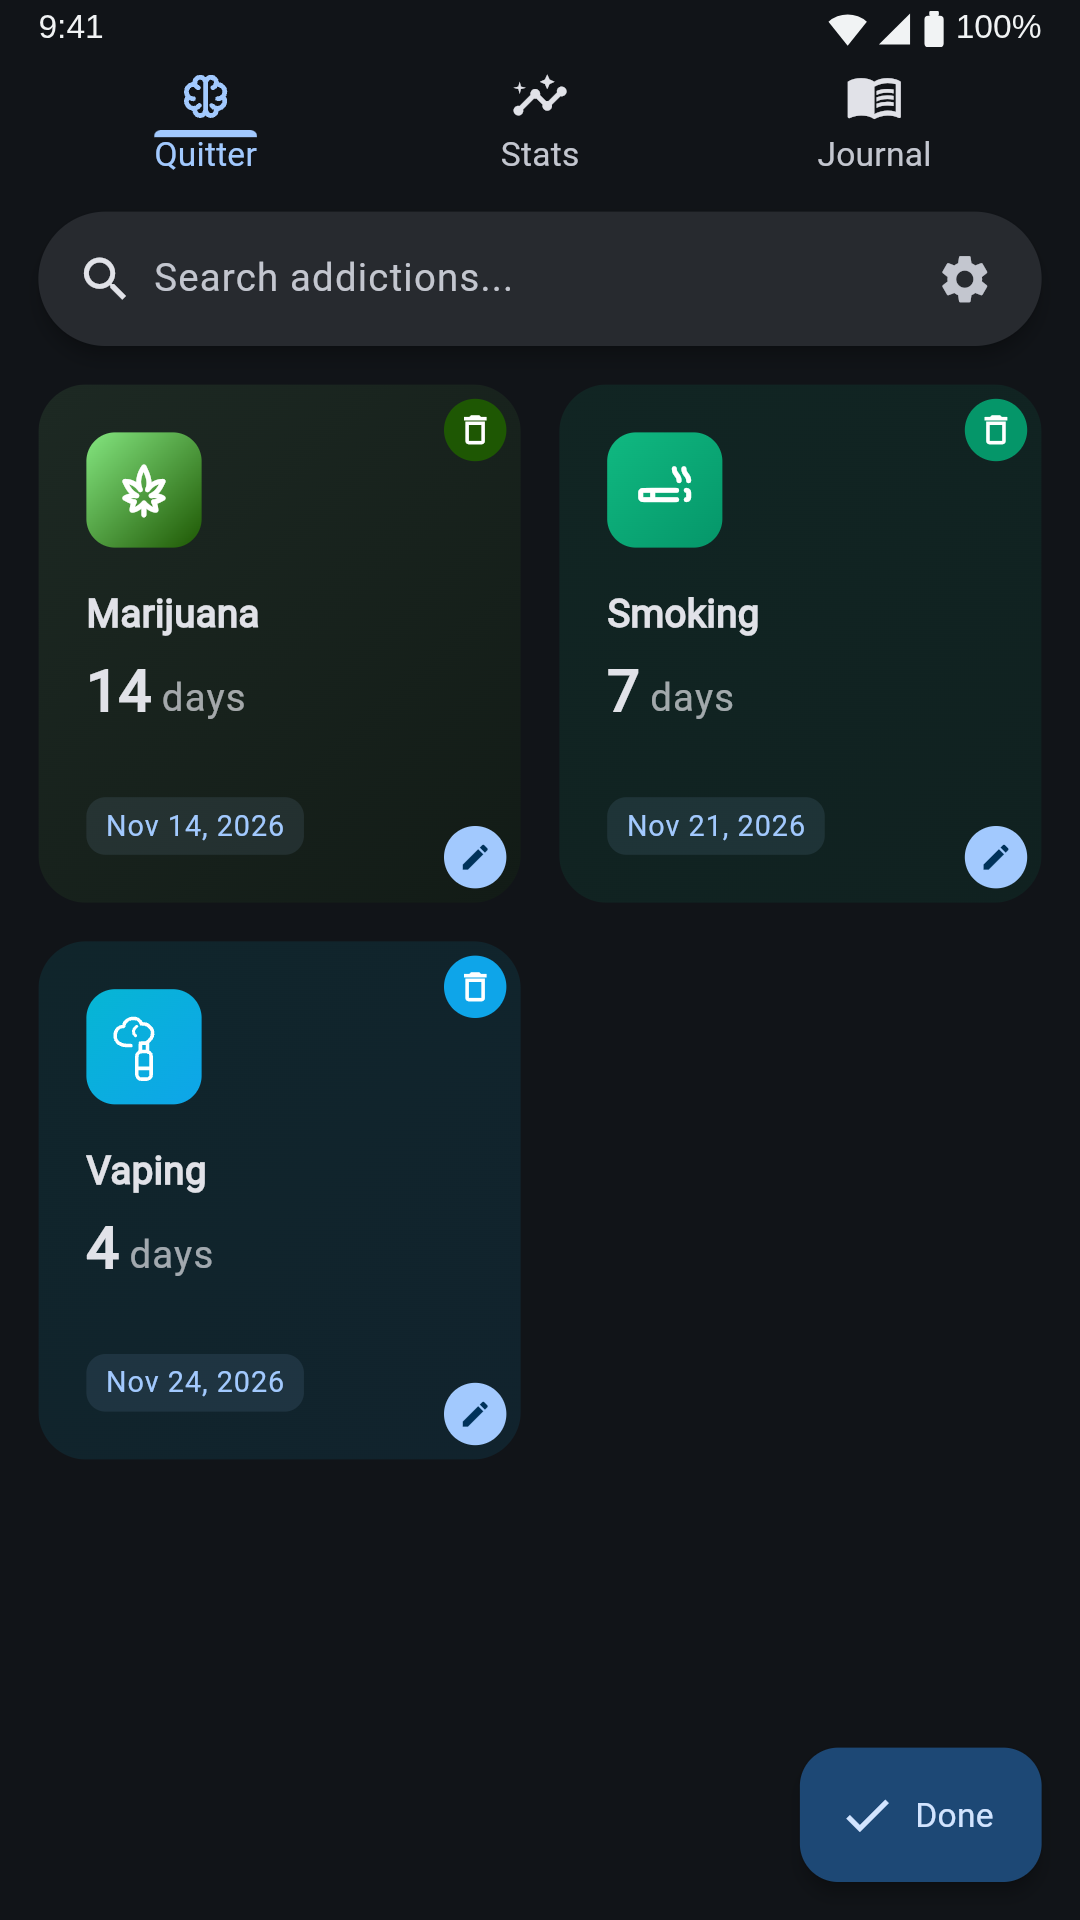 9:41
100%
Quitter
Stats
Journal
Search addictions...
Marijuana
14 days
Nov 14, 2026
Smoking
7 days
Nov 21, 2026
Vaping
4 days
Nov 24, 2026
Done